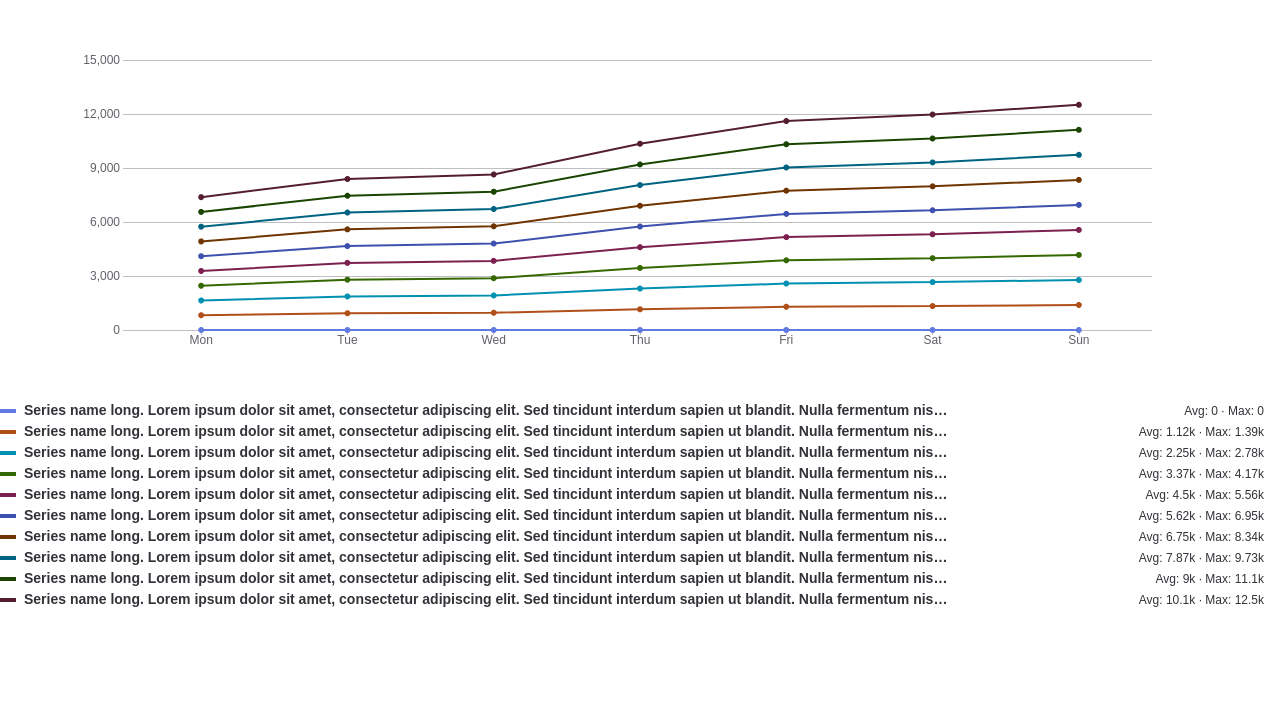 15,000
12,000
9,000
6,000
3,000
0
Mon Tue Wed Thu Fri Sat Sun
Series name long. Lorem ipsum dolor sit amet, consectetur adipiscing elit. Sed tincidunt interdum sapien ut blandit. Nulla fermentum nis… Avg: 0 · Max: 0
Series name long. Lorem ipsum dolor sit amet, consectetur adipiscing elit. Sed tincidunt interdum sapien ut blandit. Nulla fermentum nis… Avg: 1.12k · Max: 1.39k
Series name long. Lorem ipsum dolor sit amet, consectetur adipiscing elit. Sed tincidunt interdum sapien ut blandit. Nulla fermentum nis… Avg: 2.25k · Max: 2.78k
Series name long. Lorem ipsum dolor sit amet, consectetur adipiscing elit. Sed tincidunt interdum sapien ut blandit. Nulla fermentum nis… Avg: 3.37k · Max: 4.17k
Series name long. Lorem ipsum dolor sit amet, consectetur adipiscing elit. Sed tincidunt interdum sapien ut blandit. Nulla fermentum nis… Avg: 4.5k · Max: 5.56k
Series name long. Lorem ipsum dolor sit amet, consectetur adipiscing elit. Sed tincidunt interdum sapien ut blandit. Nulla fermentum nis… Avg: 5.62k · Max: 6.95k
Series name long. Lorem ipsum dolor sit amet, consectetur adipiscing elit. Sed tincidunt interdum sapien ut blandit. Nulla fermentum nis… Avg: 6.75k · Max: 8.34k
Series name long. Lorem ipsum dolor sit amet, consectetur adipiscing elit. Sed tincidunt interdum sapien ut blandit. Nulla fermentum nis… Avg: 7.87k · Max: 9.73k
Series name long. Lorem ipsum dolor sit amet, consectetur adipiscing elit. Sed tincidunt interdum sapien ut blandit. Nulla fermentum nis… Avg: 9k · Max: 11.1k
Series name long. Lorem ipsum dolor sit amet, consectetur adipiscing elit. Sed tincidunt interdum sapien ut blandit. Nulla fermentum nis… Avg: 10.1k · Max: 12.5k